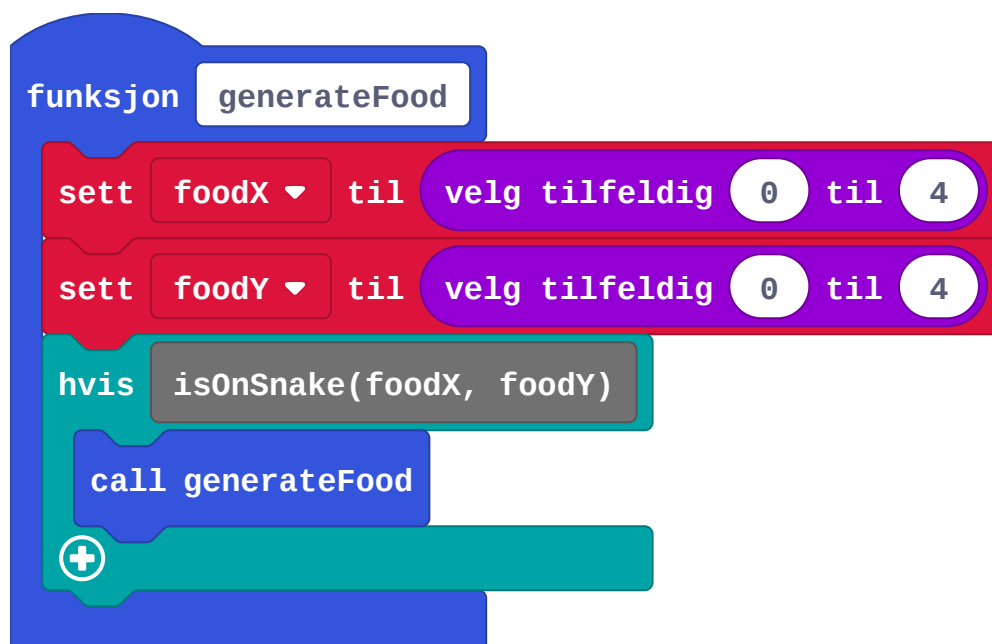 funksjon generateFood
sett foodX til velg tilfeldig 0 til 4
sett foodY til velg tilfeldig 0 til 4
hvis isOnSnake(foodX, foodY)
call generateFood